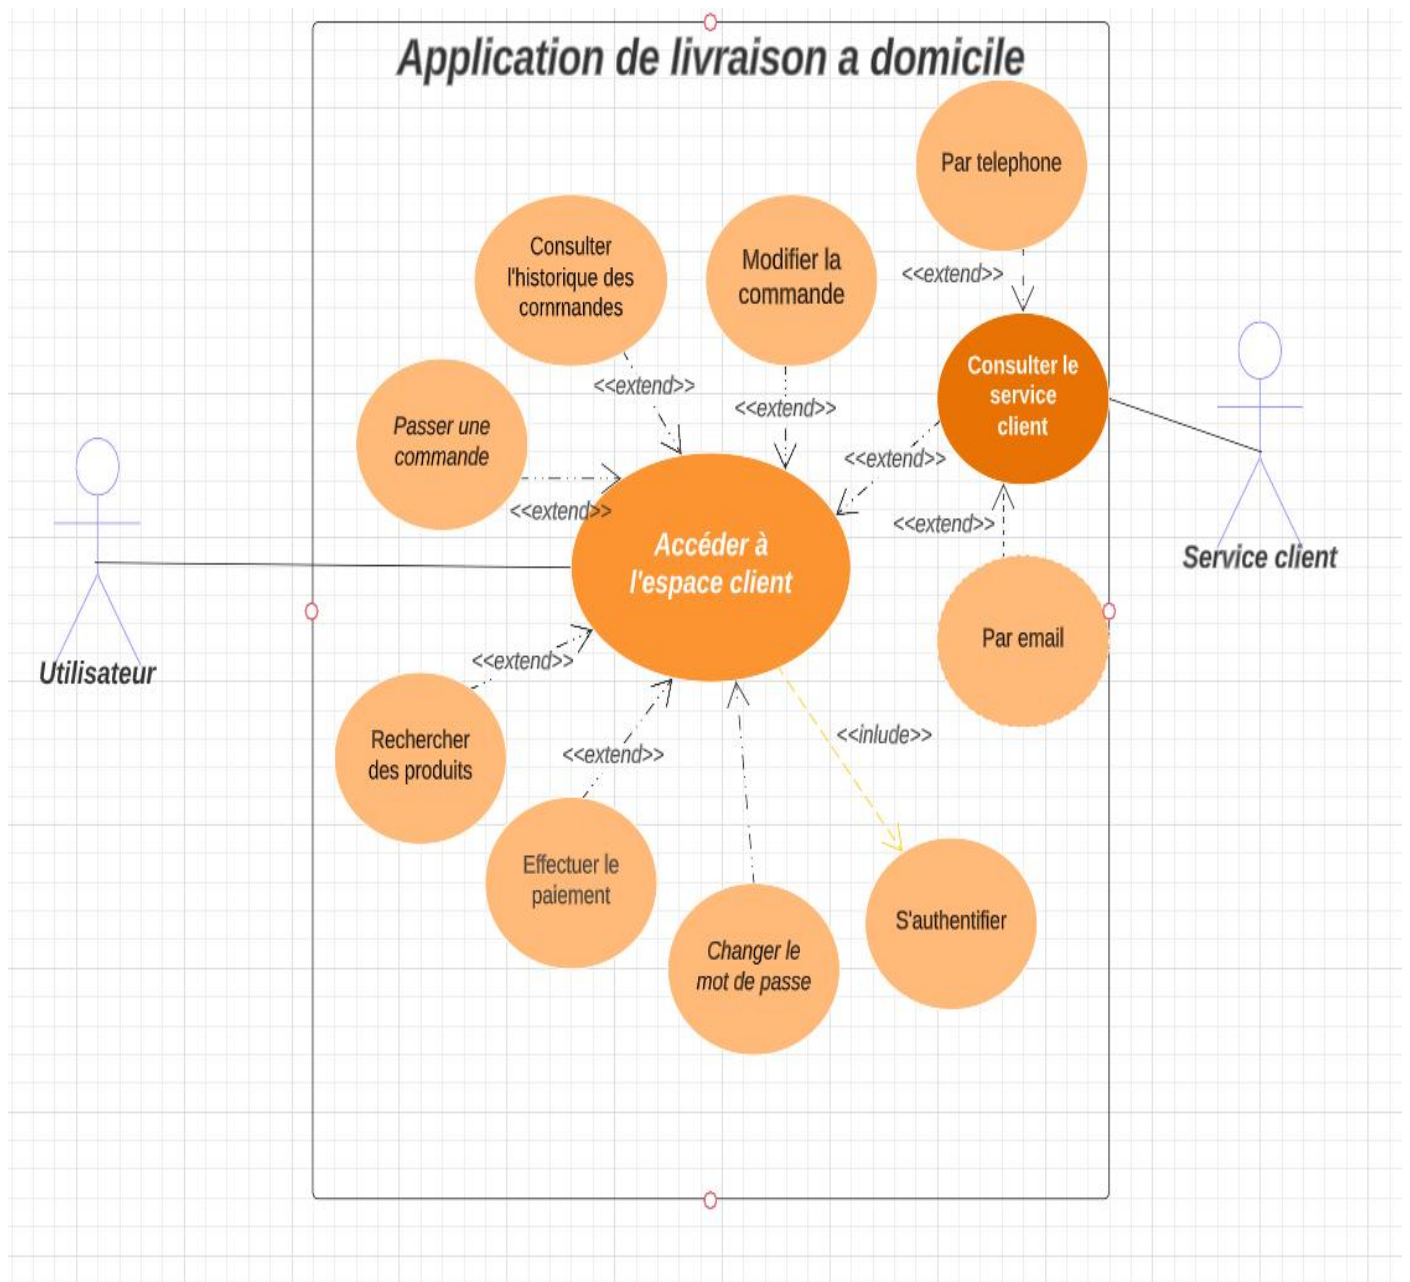 Application de livraison a domicile
Par telephone
Consulter
l'historique des
commandes
Modifier la
commande
<<extend>>
Consulter le
service
client
<<extend>>
<<extend>>
Passer une
commande
<<extend>>
<<extend>>
<<extend>>
Accéder à
l'espace client
Service client
Par email
Utilisateur
<<extend>>
Rechercher
des produits
<<extend>>
<<inlude>>
Effectuer le
paiement
Changer le
mot de passe
S'authentifier